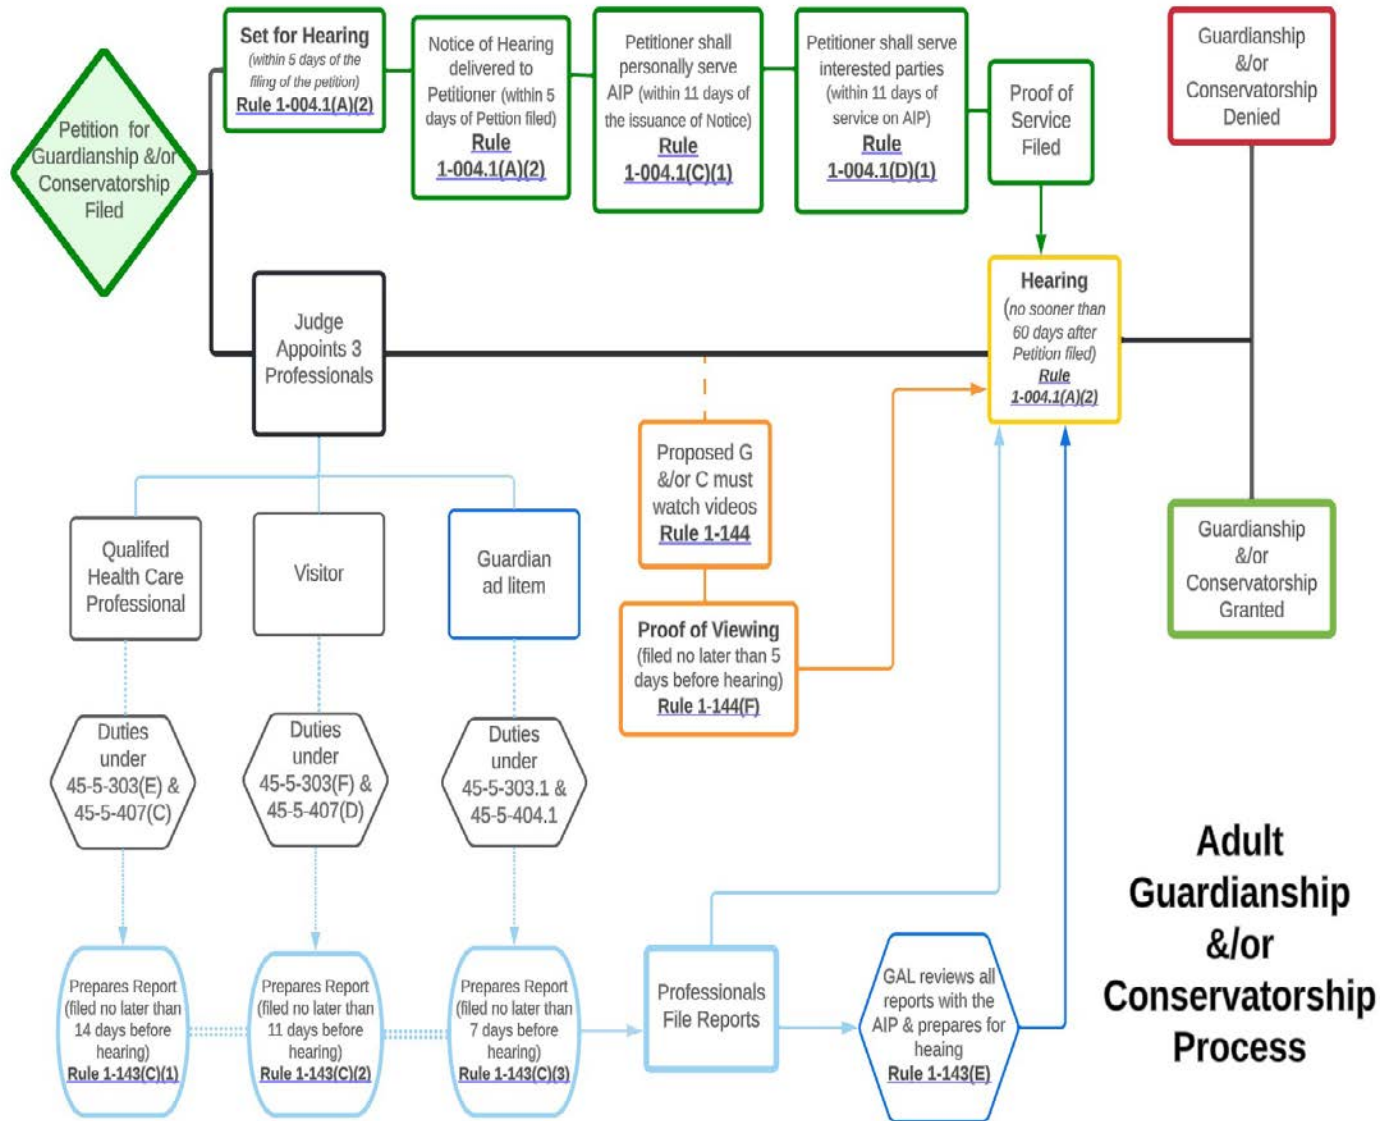 Petition for
Guardianship &/or
Conservatorship
Filed
Set for Hearing
(within 5 days of the
filing of the petition)
Rule 1-004.1(A)(2)
Notice of Hearing
delivered to
Petitioner (within 5
days of Pettion filed)
Rule
1-004.1(A)(2)
Petitioner shall
personally serve
AIP (within 11 days of
the issuance of Notice)
Rule
1-004.1(C)(1)
Petitioner shall serve
interested parties
(within 11 days of
service on AIP)
Rule
1-004.1(D)(1)
Proof of
Service
Filed
Guardianship
&/or
Conservatorship
Denied
Judge
Appoints 3
Professionals
Hearing
(no sooner than
60 days after
Petition filed)
Rule
1-004.1(A)(2)
Proposed G
&/or C must
watch videos
Rule 1-144
Proof of Viewing
(filed no later than 5
days before hearing)
Rule 1-144(F)
Guardianship
&/or
Conservatorship
Granted
Qualifed
Health Care
Professional
Visitor
Guardian
ad litem
Duties
under
45-5-303(E) &
45-5-407(C)
Duties
under
45-5-303(F) &
45-5-407(D)
Duties
under
45-5-303.1 &
45-5-404.1
Prepares Report
(filed no later than
14 days before
hearing)
Rule 1-143(C)(1)
Prepares Report
(filed no later than
11 days before
hearing)
Rule 1-143(C)(2)
Prepares Report
(filed no later than
7 days before
hearing)
Rule 1-143(C)(3)
Professionals
File Reports
GAL reviews all
reports with the
AIP & prepares for
heaing
Rule 1-143(E)
Adult
Guardianship
&/or
Conservatorship
Process